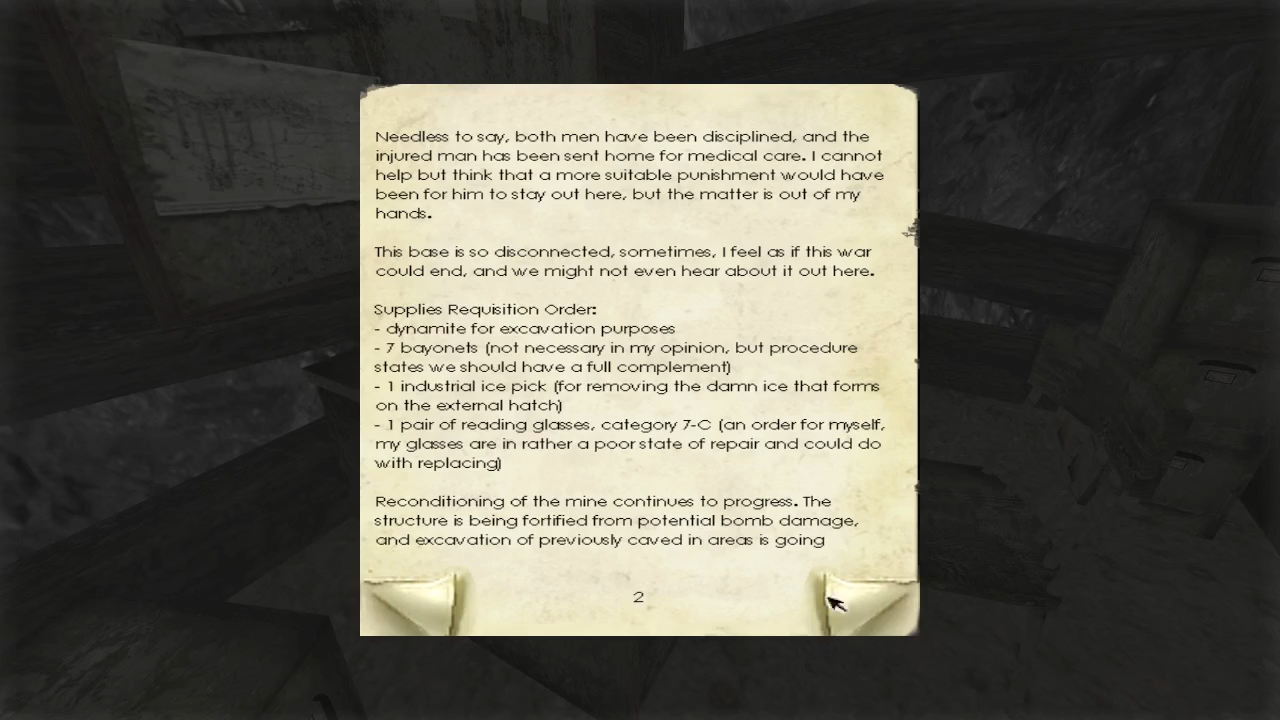 Needless to say, both men have been disciplined, and the
injured man has been sent home for medical care. I cannot
help but think that a more suitable punishment would have
been for him to stay out here, but the matter is out of my
hands.
This base is so disconnected, sometimes, I feel as if this war
could end, and we might not even hear about it out here.
Supplies Requisition Order:
- dynamite for excavation purposes
- 7 bayonets (not necessary in my opinion, but procedure
states we should have a full complement)
- 1 industrial ice pick (for removing the damn ice that forms
on the external hatch)
- 1 pair of reading glasses, category 7-C (an order for myself,
my glasses are in rather a poor state of repair and could do
with replacing)
Reconditioning of the mine continues to progress. The
structure is being fortified from potential bomb damage,
and excavation of previously caved in areas is going
2